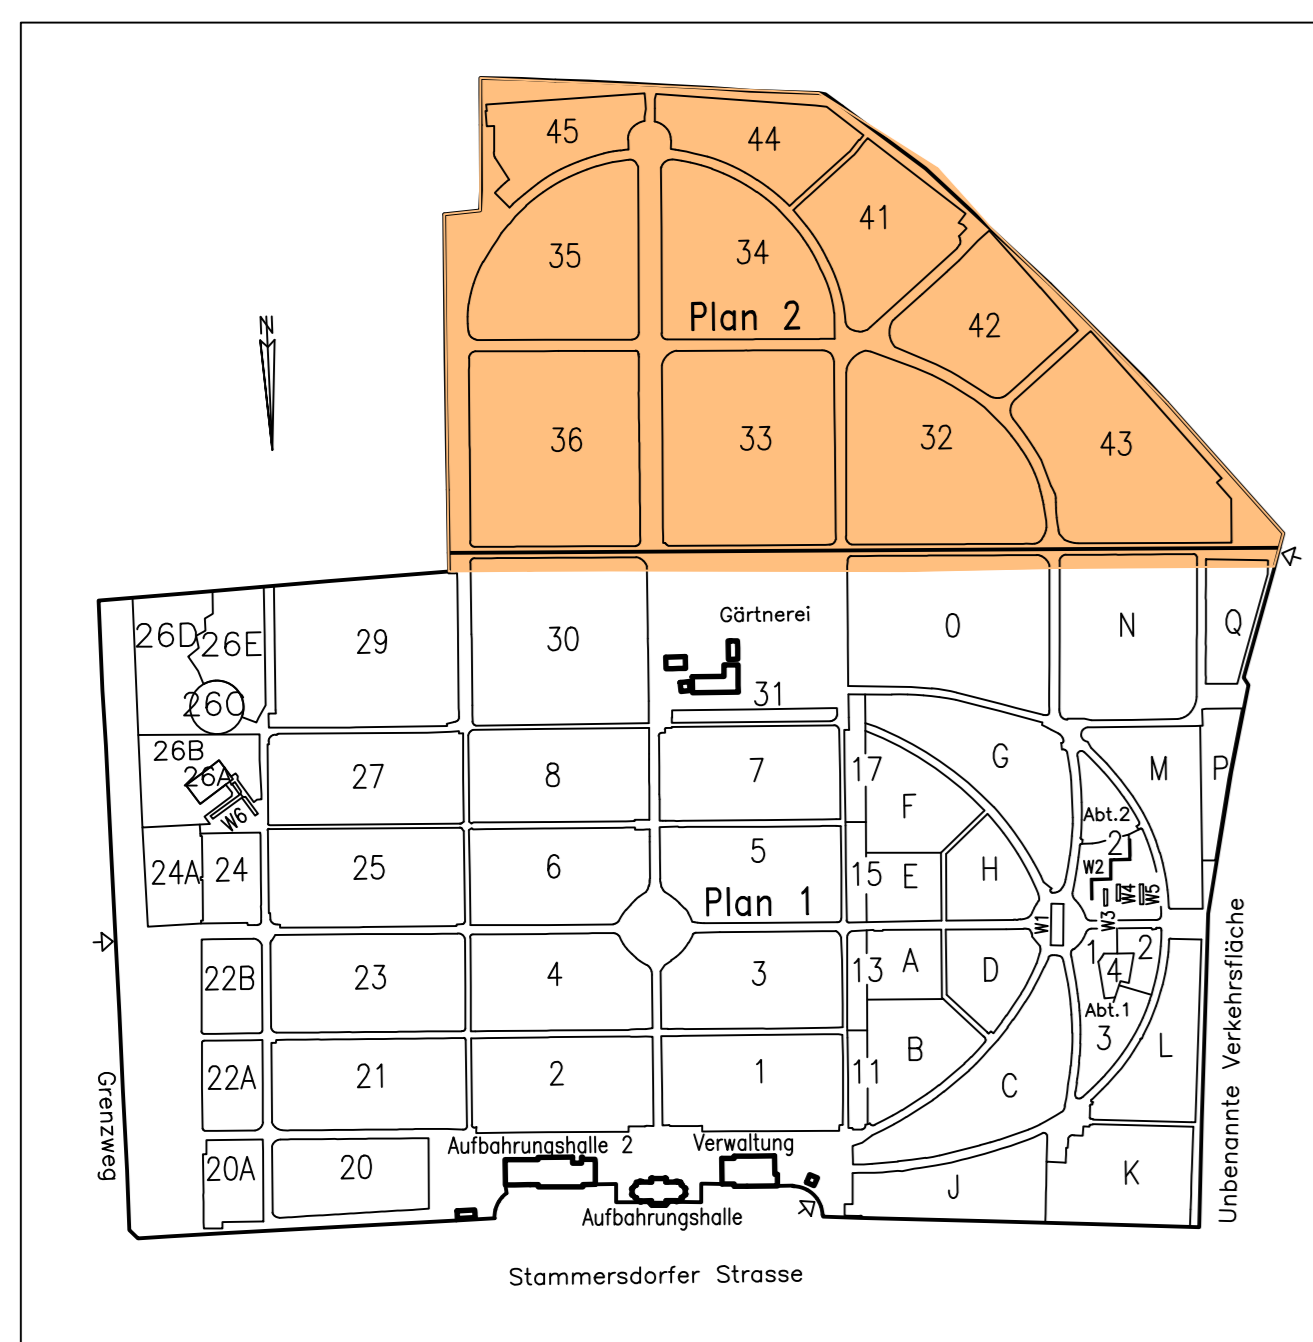 45
44
41
35
34
Plan 2
42
36
33
32
43
N
26D
26E
29
30
Gärtnerei
O
N
Q
26C
31
26B
26A
27
8
7
17
G
M
P
F
Abt.2
W6
2
24A
24
25
6
5
15
E
H
W2
W4
W5
Plan 1
W1
W3
22B
23
4
3
13
A
D
1
2
4
Abt.1
22A
21
2
1
11
B
C
3
L
Grenzweg
Unbenannte Verkehrsfläche
20A
20
Aufbahrungshalle 2
Verwaltung
J
K
Aufbahrungshalle
Stammersdorfer Strasse